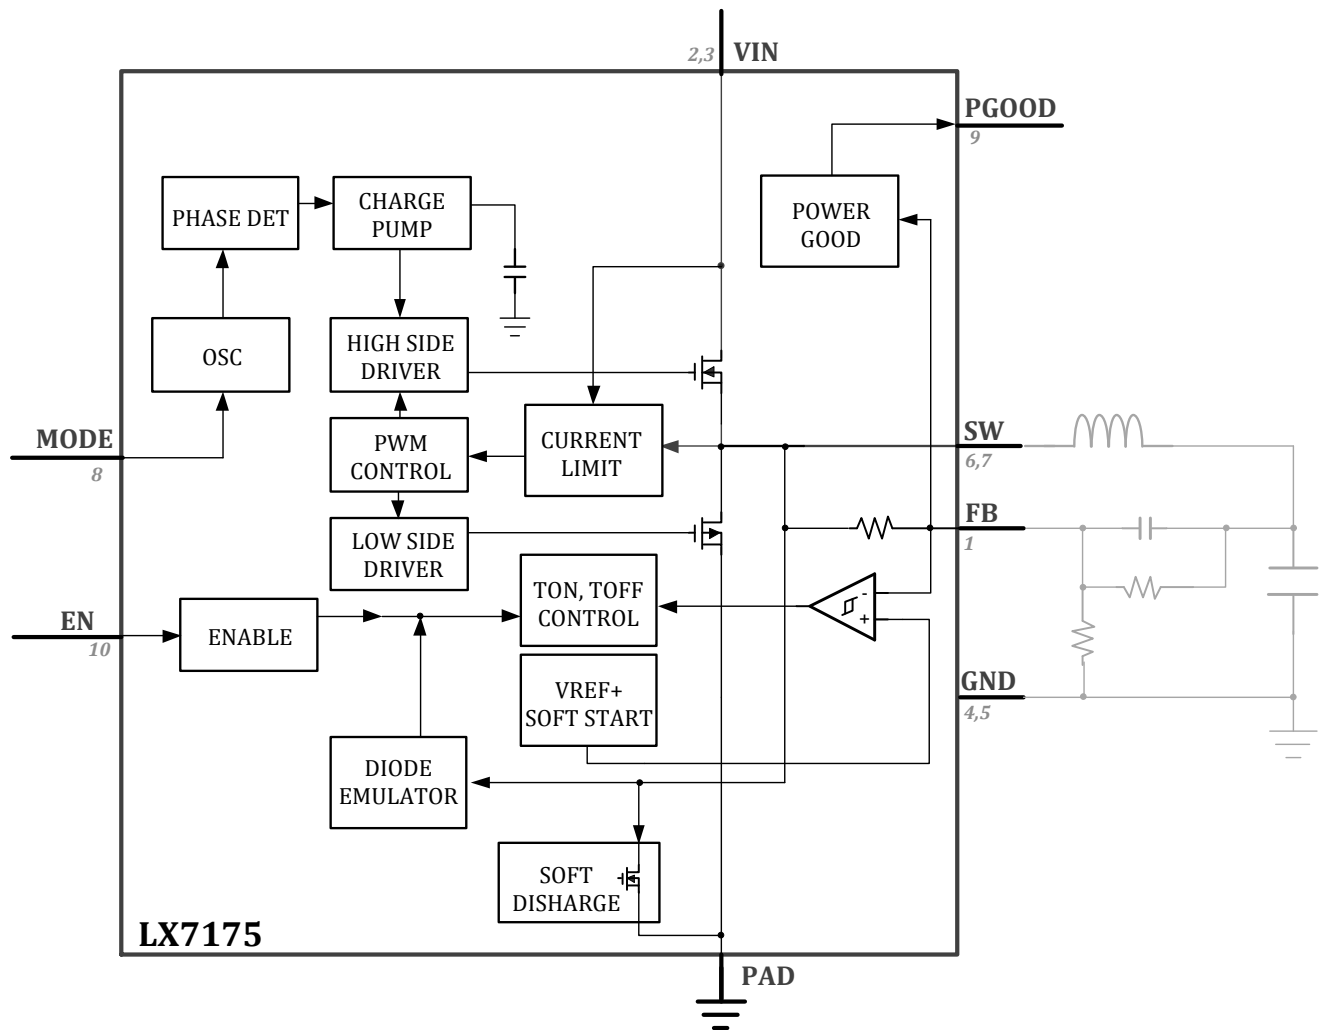 2,3
VIN
PGOOD
9
PHASE DET
CHARGE
PUMP
POWER
GOOD
OSC
HIGH SIDE
DRIVER
MODE
8
PWM
CONTROL
CURRENT
LIMIT
SW
6,7
LOW SIDE
DRIVER
FB
1
TON, TOFF
CONTROL
-
+
EN
10
ENABLE
VREF+
SOFT START
GND
4,5
DIODE
EMULATOR
SOFT
DISHARGE
LX7175
PAD